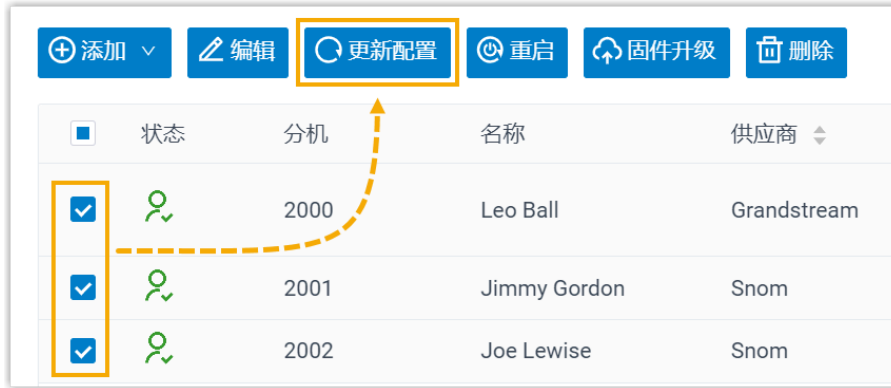 添加 编辑 更新配置 重启 固件升级 删除
状态 分机 名称 供应商
2000 Leo Ball Grandstream
2001 Jimmy Gordon Snom
2002 Joe Lewise Snom